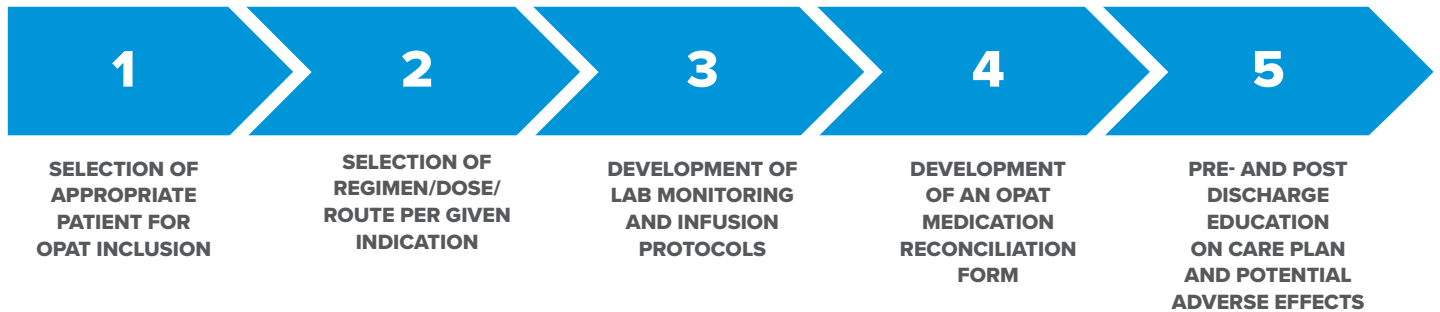 1
SELECTION OF
APPROPRIATE
PATIENT FOR
OPAT INCLUSION
2
SELECTION OF
REGIMEN/DOSE/
ROUTE PER GIVEN
INDICATION
3
DEVELOPMENT OF
LAB MONITORING
AND INFUSION
PROTOCOLS
4
DEVELOPMENT
OF AN OPAT
MEDICATION
RECONCILIATION
FORM
5
PRE- AND POST
DISCHARGE
EDUCATION
ON CARE PLAN
AND POTENTIAL
ADVERSE EFFECTS